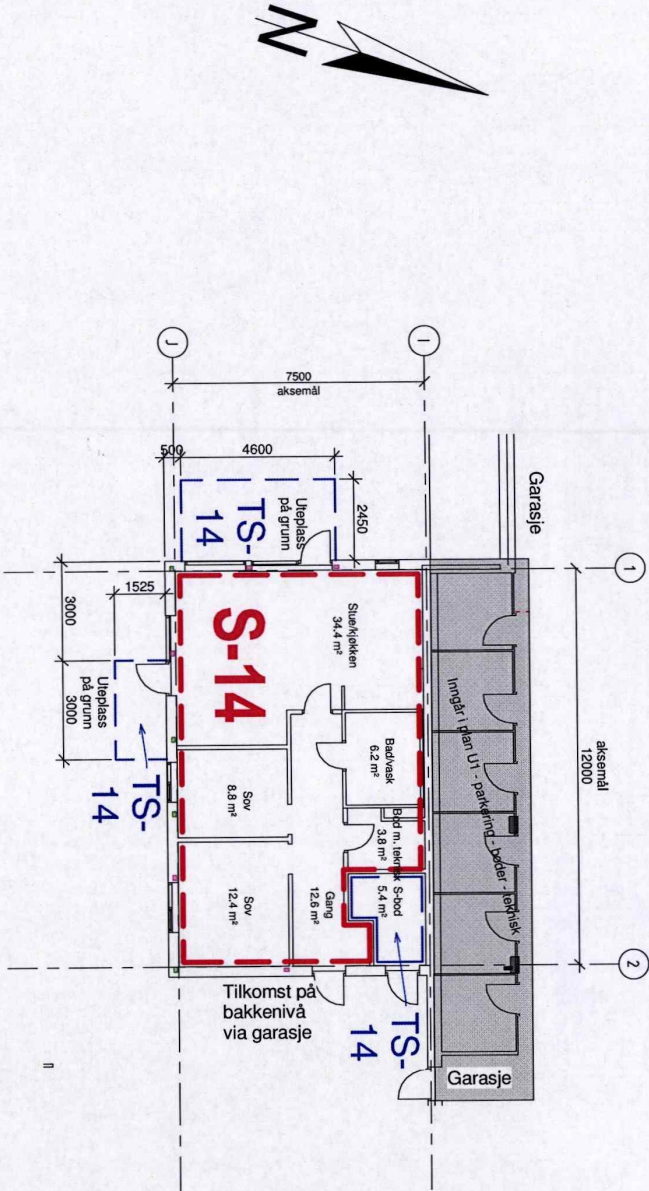 N
Garasje
J
I
7500
aksemål
500
4600
2450
Uteplass
på grunn
TS-
14
1
1525
3000
Stue/kjøkken
34.4 m²
S-14
aksemål
12000
Inngår i plan U1 - parkering - boder - teknisk
Uteplass
på grunn
3000
TS-
14
Bad/vask
6.2 m²
Sov
8.8 m²
Bod m. teknisk
3.8 m²
S-bod
5.4 m²
Gang
12.6 m²
Sov
12.4 m²
2
Tilkomst på
bakkenivå
via garasje
TS-
14
Garasje